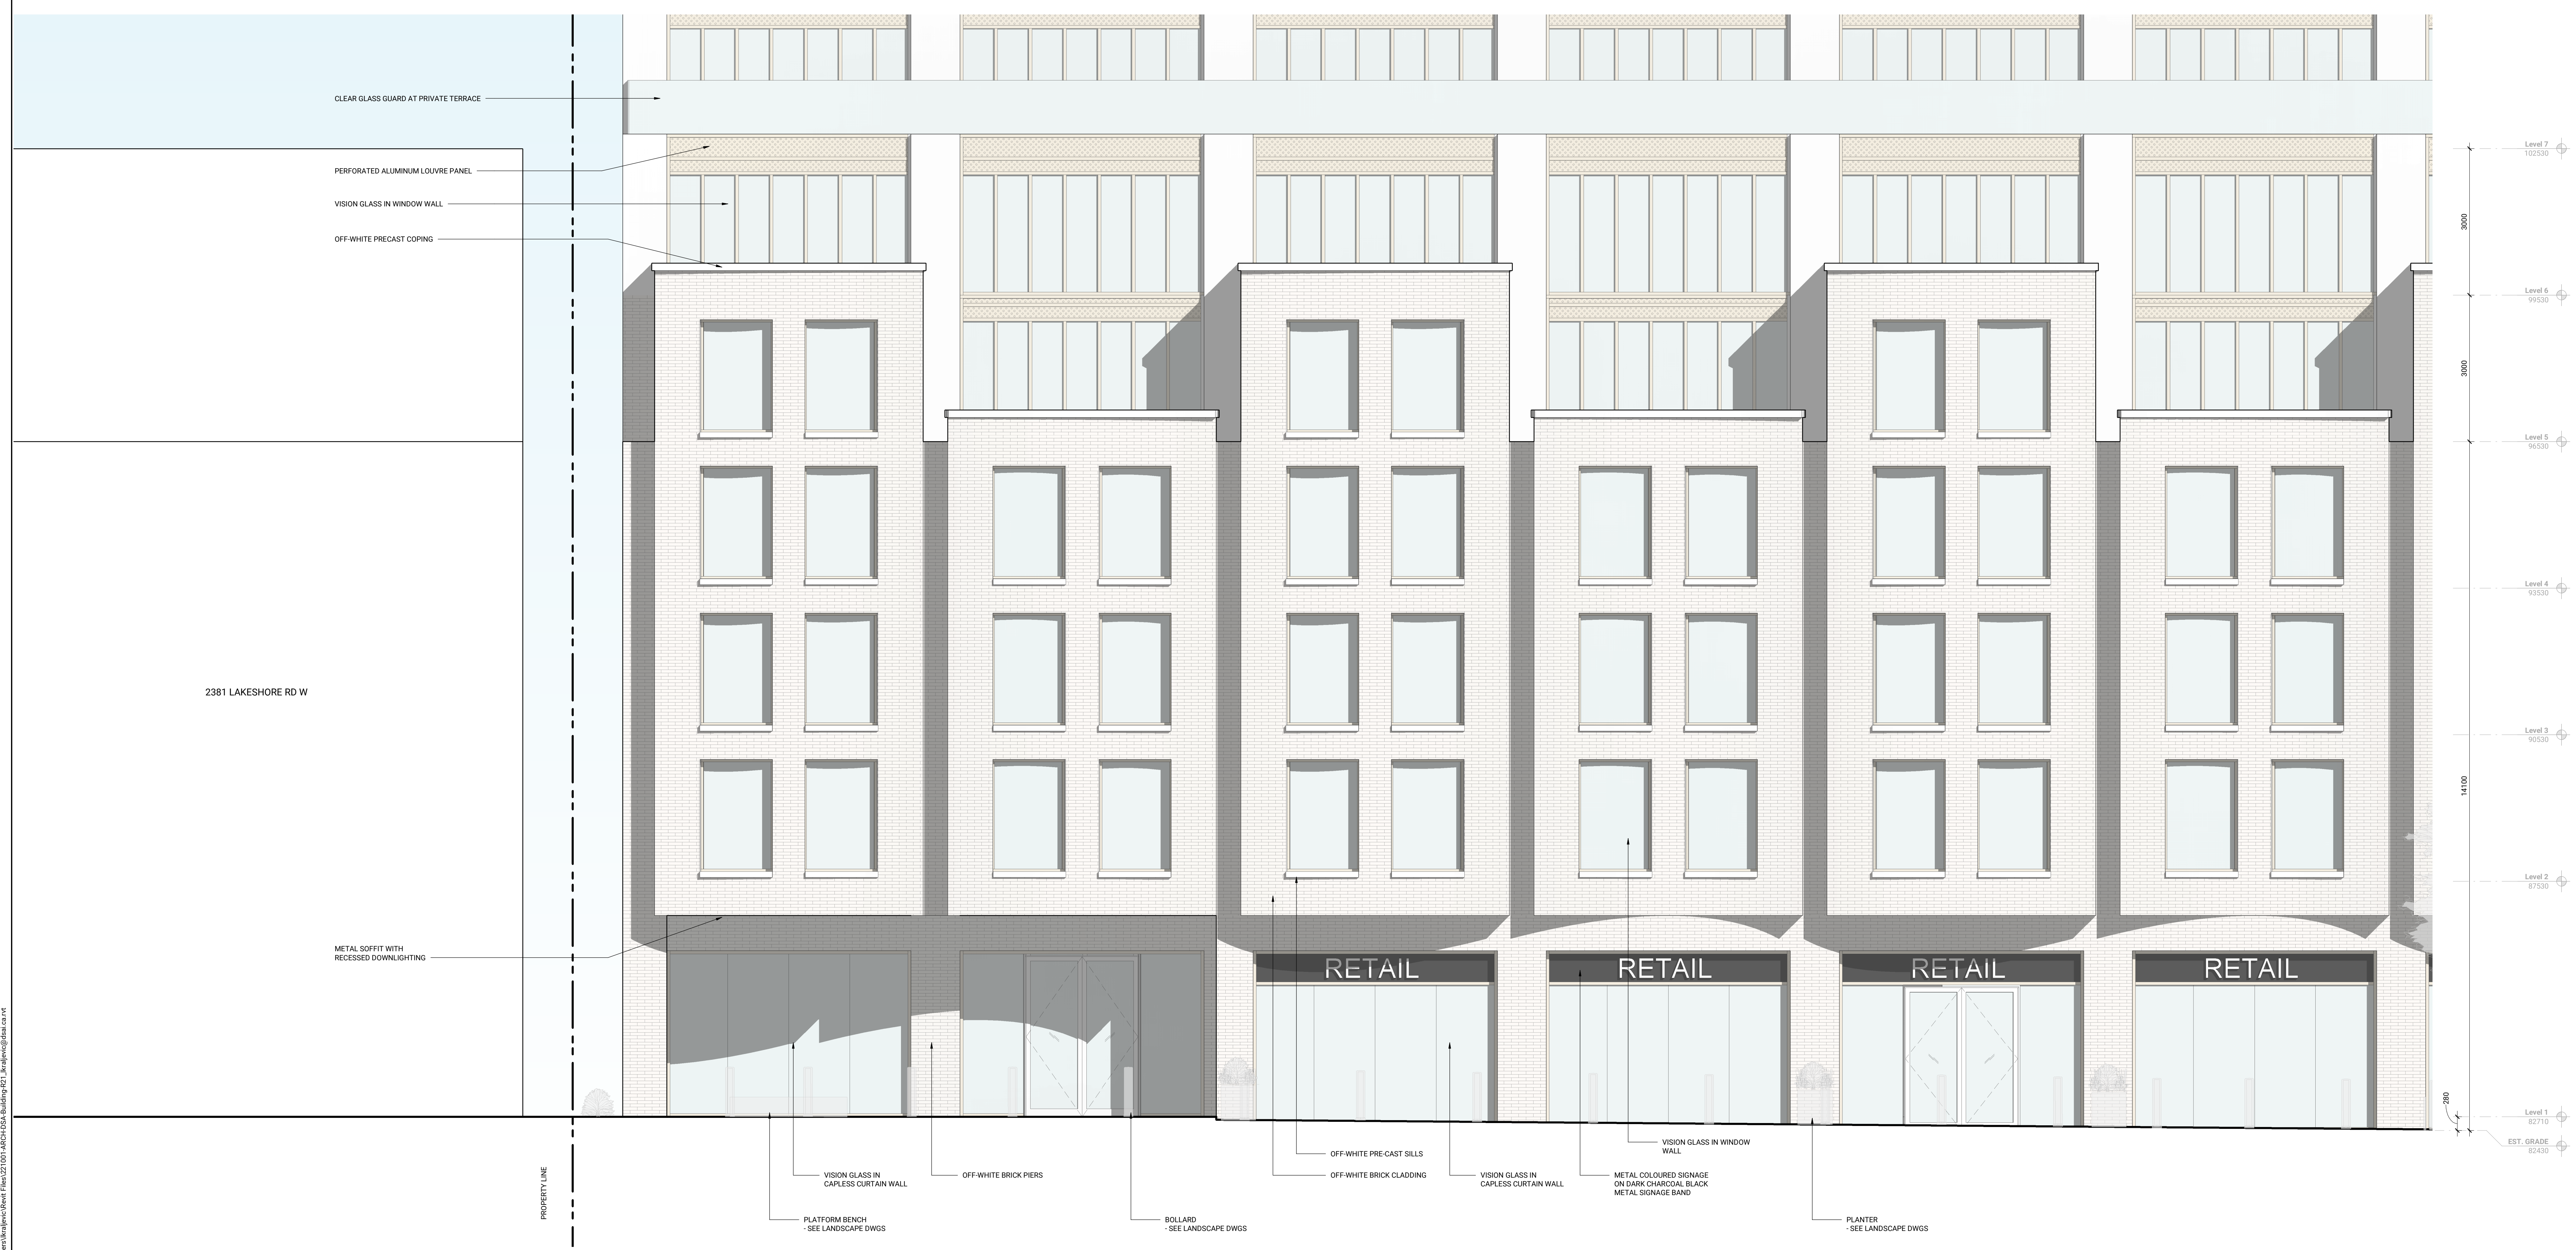 CLEAR GLASS GUARD AT PRIVATE TERRACE
PERFORATED ALUMINUM LOUVRE PANEL
VISION GLASS IN WINDOW WALL
OFF-WHITE PRECAST COPING
2381 LAKESHORE RD W
METAL SOFFIT WITH
RECESSED DOWNLIGHTING
Level 7
102530
3000
Level 6
99530
3000
Level 5
96530
Level 4
93530
Level 3
90530
14100
Level 2
87530
RETAIL
RETAIL
RETAIL
RETAIL
280
Level 1
82710
EST. GRADE
82430
PROPERTY LINE
VISION GLASS IN
CAPLESS CURTAIN WALL
OFF-WHITE BRICK PIERS
PLATFORM BENCH
- SEE LANDSCAPE DWGS
BOLLARD
- SEE LANDSCAPE DWGS
OFF-WHITE PRE-CAST SILLS
OFF-WHITE BRICK CLADDING
VISION GLASS IN
CAPLESS CURTAIN WALL
VISION GLASS IN WINDOW
WALL
METAL COLOURED SIGNAGE
ON DARK CHARCOAL BLACK
METAL SIGNAGE BAND
PLANTER
- SEE LANDSCAPE DWGS